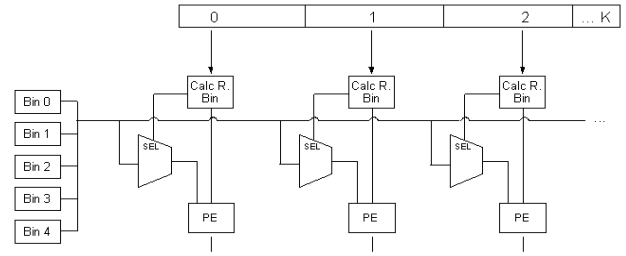 0 1 2 ... K
Calc R. Bin
Calc R. Bin
Calc R. Bin
Bin 0
Bin 1
Bin 2
Bin 3
Bin 4
...
SEL
SEL
SEL
PE
PE
PE